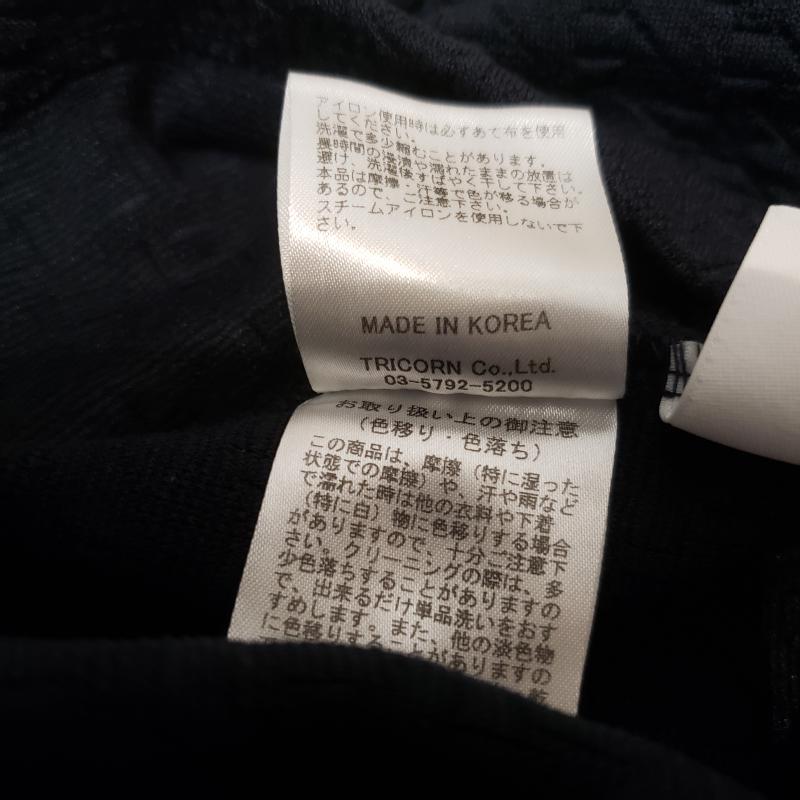 アイロン使用時は必ずあて布を使用
してください。
洗濯で多少縮むことがあります。
長時間の浸漬や濡れたままの放置は
避け、洗濯後すばやく干して下さい。
本品は摩擦・汗等で色が移る場合が
あるので、ご注意下さい。
スチームアイロンを使用しないで下
さい。
MADE IN KOREA
TRICORN Co.,Ltd.
03-5792-5200
お取り扱い上の御注意
(色移り・色落ち)
この商品は、摩擦(特に湿った
状態での摩擦)や、汗や雨など
で濡れた時は他の衣料や下着
(特に白)物に色移りする場合
がありますので、十分ご注意下
さい。クリーニングの際は、多
少色落ちすることがありますの
で、出来るだけ単品洗いをおす
すめします。また、他の淡色物
に色移りすることがありますの